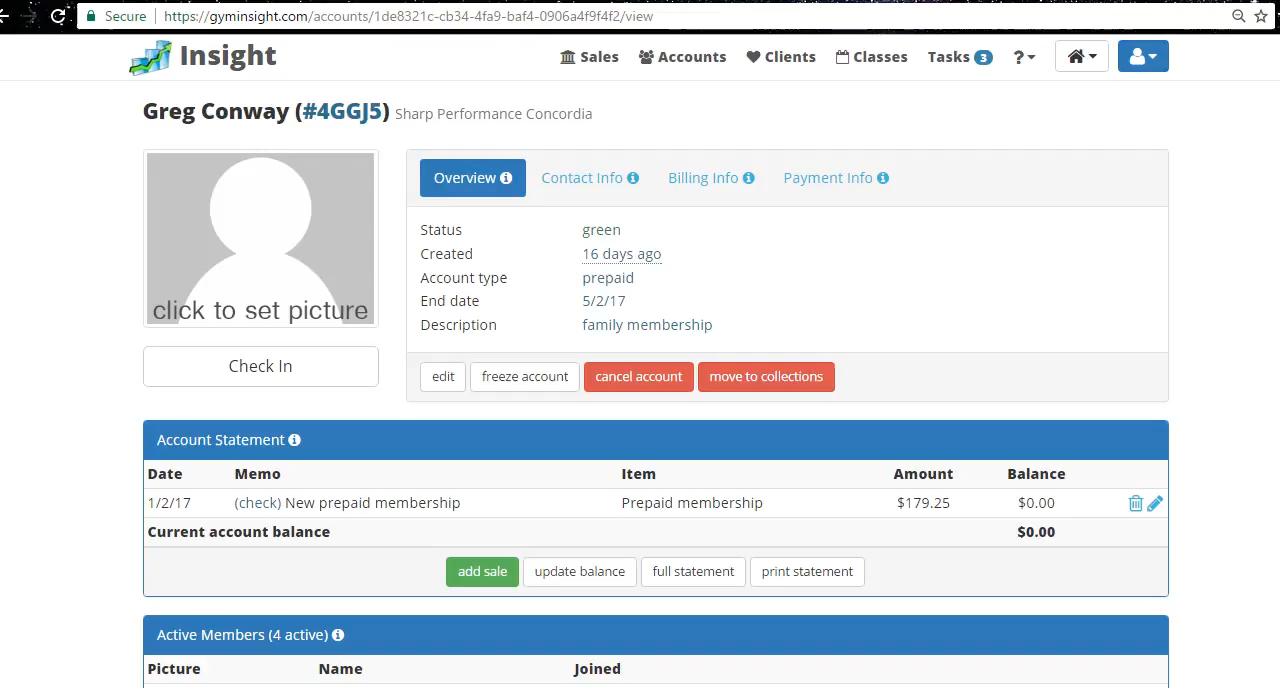 Secure https://gyminsight.com/accounts/1de8321c-cb34-4fa9-baf4-0906a4f9f4f2/view
Insight Sales Accounts Clients Classes Tasks 3 ?
Greg Conway (#4GGJ5) Sharp Performance Concordia
click to set picture
Check In
Overview Contact Info Billing Info Payment Info
Status green
Created 16 days ago
Account type prepaid
End date 5/2/17
Description family membership
edit freeze account cancel account move to collections
Account Statement
Date Memo Item Amount Balance
1/2/17 (check) New prepaid membership Prepaid membership $179.25 $0.00
Current account balance $0.00
add sale update balance full statement print statement
Active Members (4 active)
Picture Name Joined